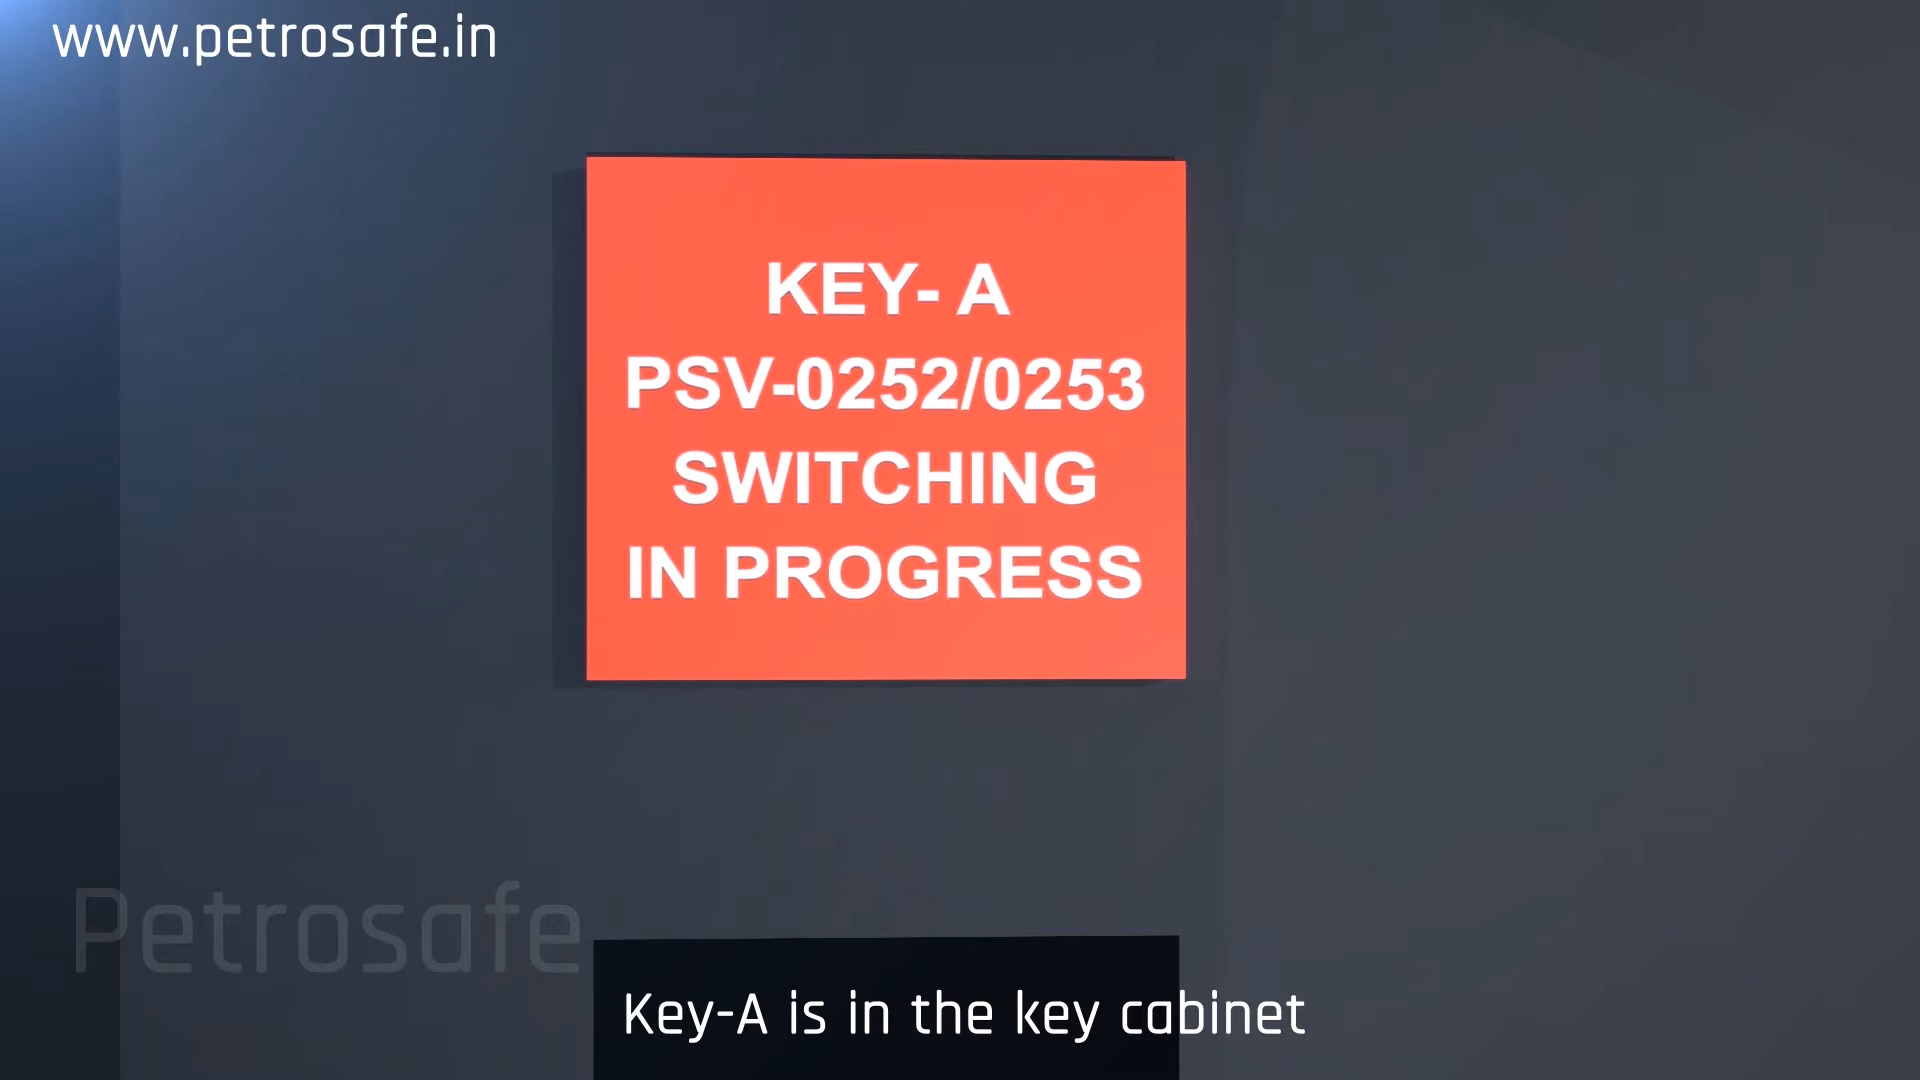 www.petrosafe.in
KEY- A
PSV-0252/0253
SWITCHING
IN PROGRESS
Petrosafe
Key-A is in the key cabinet